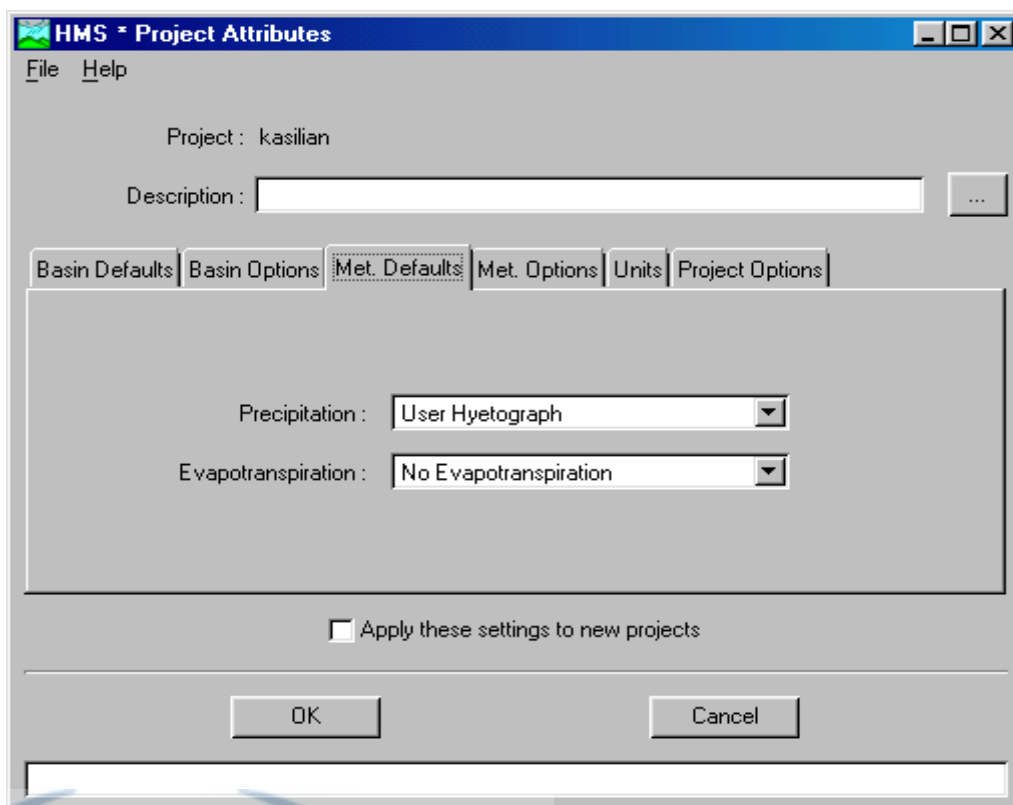 HMS * Project Attributes
File Help
Project : kasilian
Description :
...
Basin Defaults Basin Options Met. Defaults Met. Options Units Project Options
Precipitation : User Hyetograph
Evapotranspiration : No Evapotranspiration
Apply these settings to new projects
OK Cancel